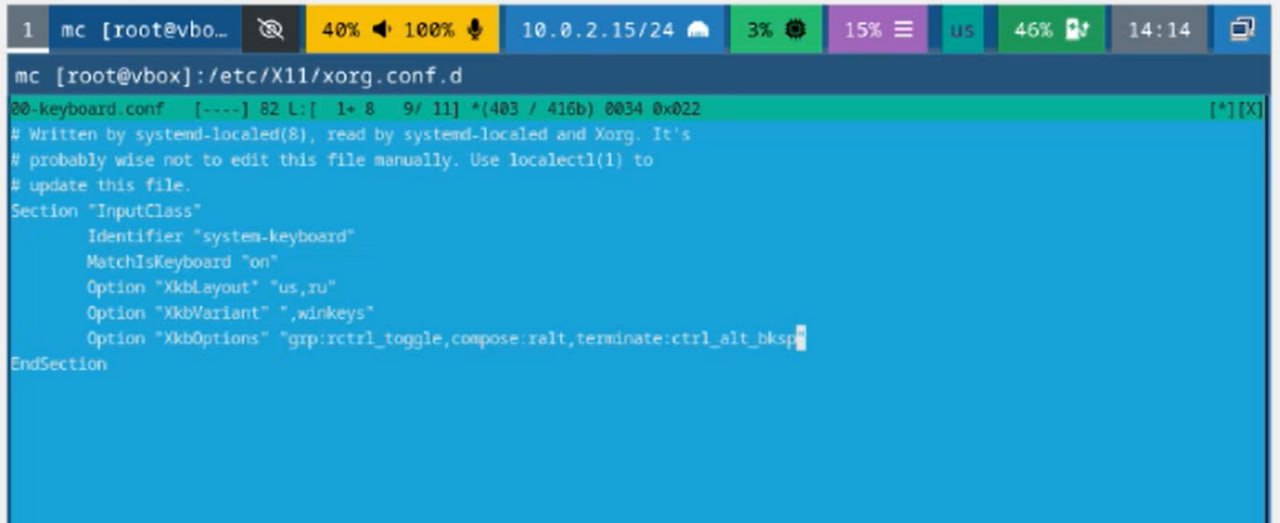 1 mc [root@vbo… 40% 100% 10.0.2.15/24 3% 15% us 46% 14:14
mc [root@vbox]:/etc/X11/xorg.conf.d
00-keyboard.conf [----] 82 L:[ 1+ 8 9/ 11] *(403 / 416b) 0034 0x022 [*][X]
# Written by systemd-localed(8), read by systemd-localed and Xorg. It's
# probably wise not to edit this file manually. Use localectl(1) to
# update this file.
Section "InputClass"
Identifier "system-keyboard"
MatchIsKeyboard "on"
Option "XkbLayout" "us,ru"
Option "XkbVariant" ",winkeys"
Option "XkbOptions" "grp:rctrl_toggle,compose:ralt,terminate:ctrl_alt_bksp"
EndSection